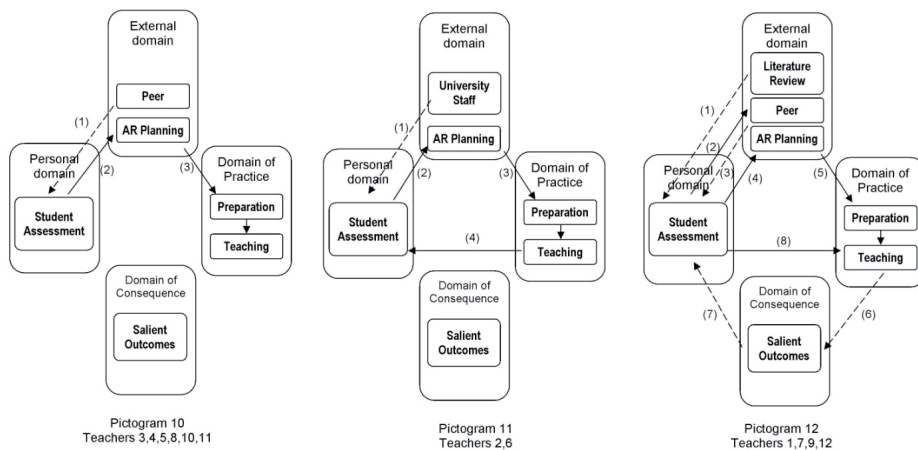 External
domain
Peer
AR Planning
(1)
(2)
(3)
Personal
domain
Student
Assessment
Domain of
Practice
Preparation
Teaching
Domain of
Consequence
Salient
Outcomes
Pictogram 10
Teachers 3,4,5,8,10,11
External
domain
University
Staff
AR Planning
(1)
(2)
(3)
Personal
domain
Student
Assessment
Domain of
Practice
Preparation
Teaching
(4)
Domain of
Consequence
Salient
Outcomes
Pictogram 11
Teachers 2,6
External
domain
Literature
Review
Peer
AR Planning
(1)
(2)
(3)
(4)
(5)
Personal
domain
Student
Assessment
Domain of
Practice
Preparation
Teaching
(8)
(7)
(6)
Domain of
Consequence
Salient
Outcomes
Pictogram 12
Teachers 1,7,9,12